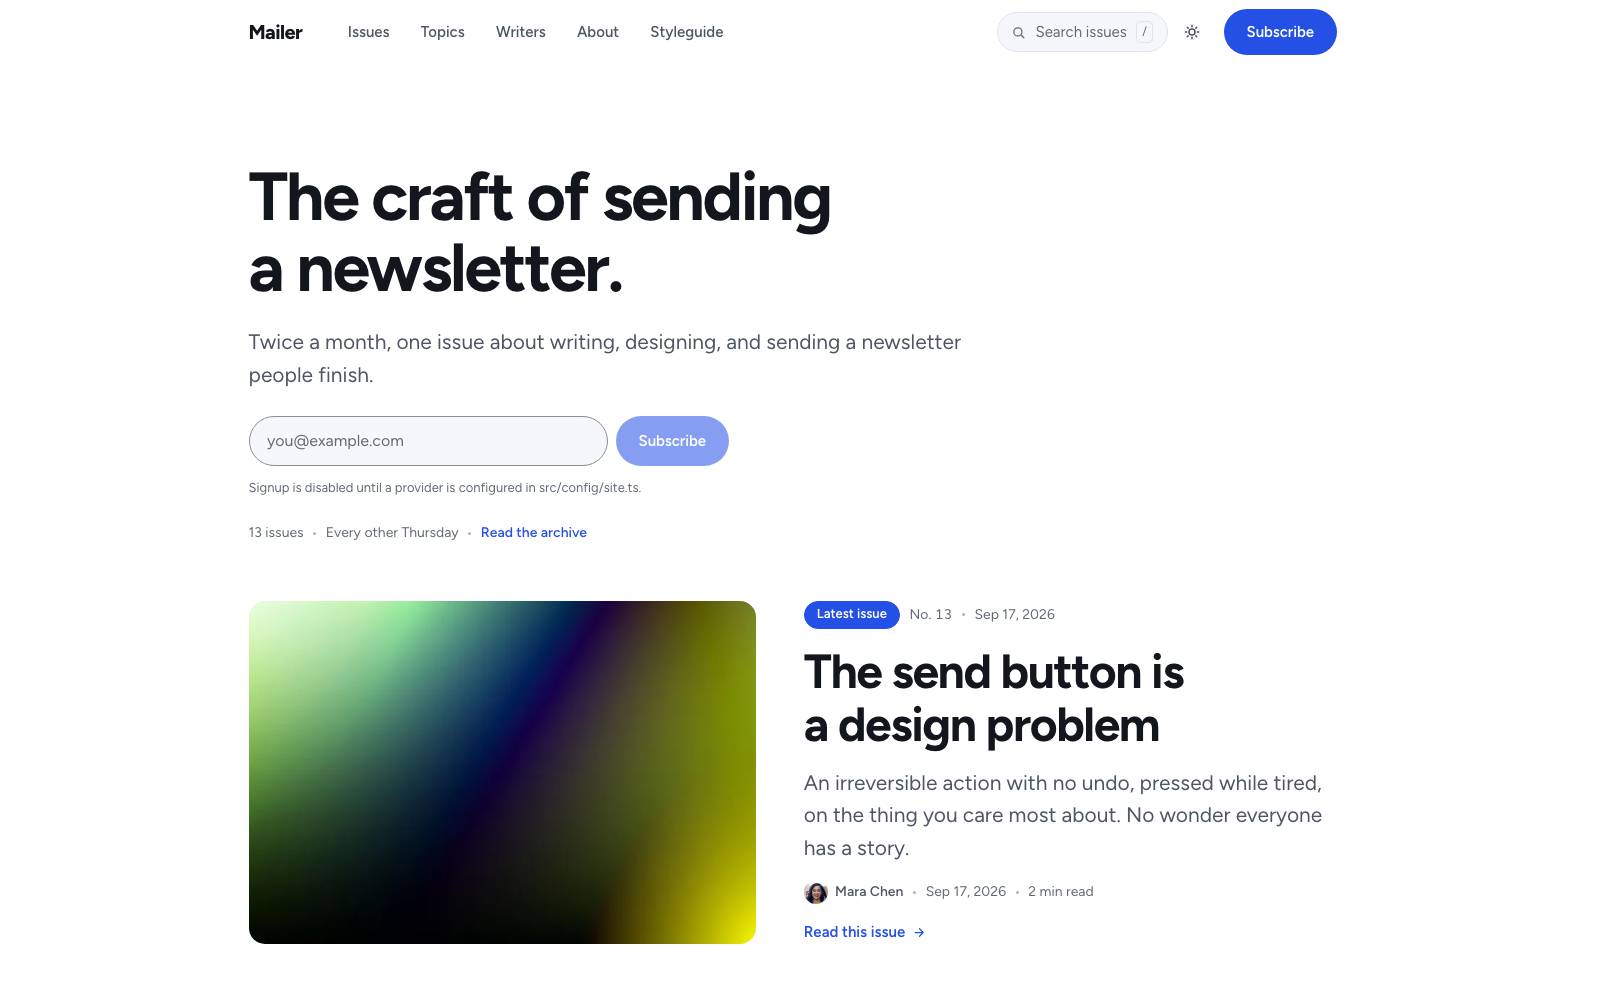 Mailer Issues Topics Writers About Styleguide Search issues / Subscribe
The craft of sending
a newsletter.
Twice a month, one issue about writing, designing, and sending a newsletter
people finish.
you@example.com Subscribe
Signup is disabled until a provider is configured in src/config/site.ts.
13 issues • Every other Thursday • Read the archive
Latest issue No. 13 • Sep 17, 2026
The send button is
a design problem
An irreversible action with no undo, pressed while tired,
on the thing you care most about. No wonder everyone
has a story.
Mara Chen • Sep 17, 2026 • 2 min read
Read this issue →